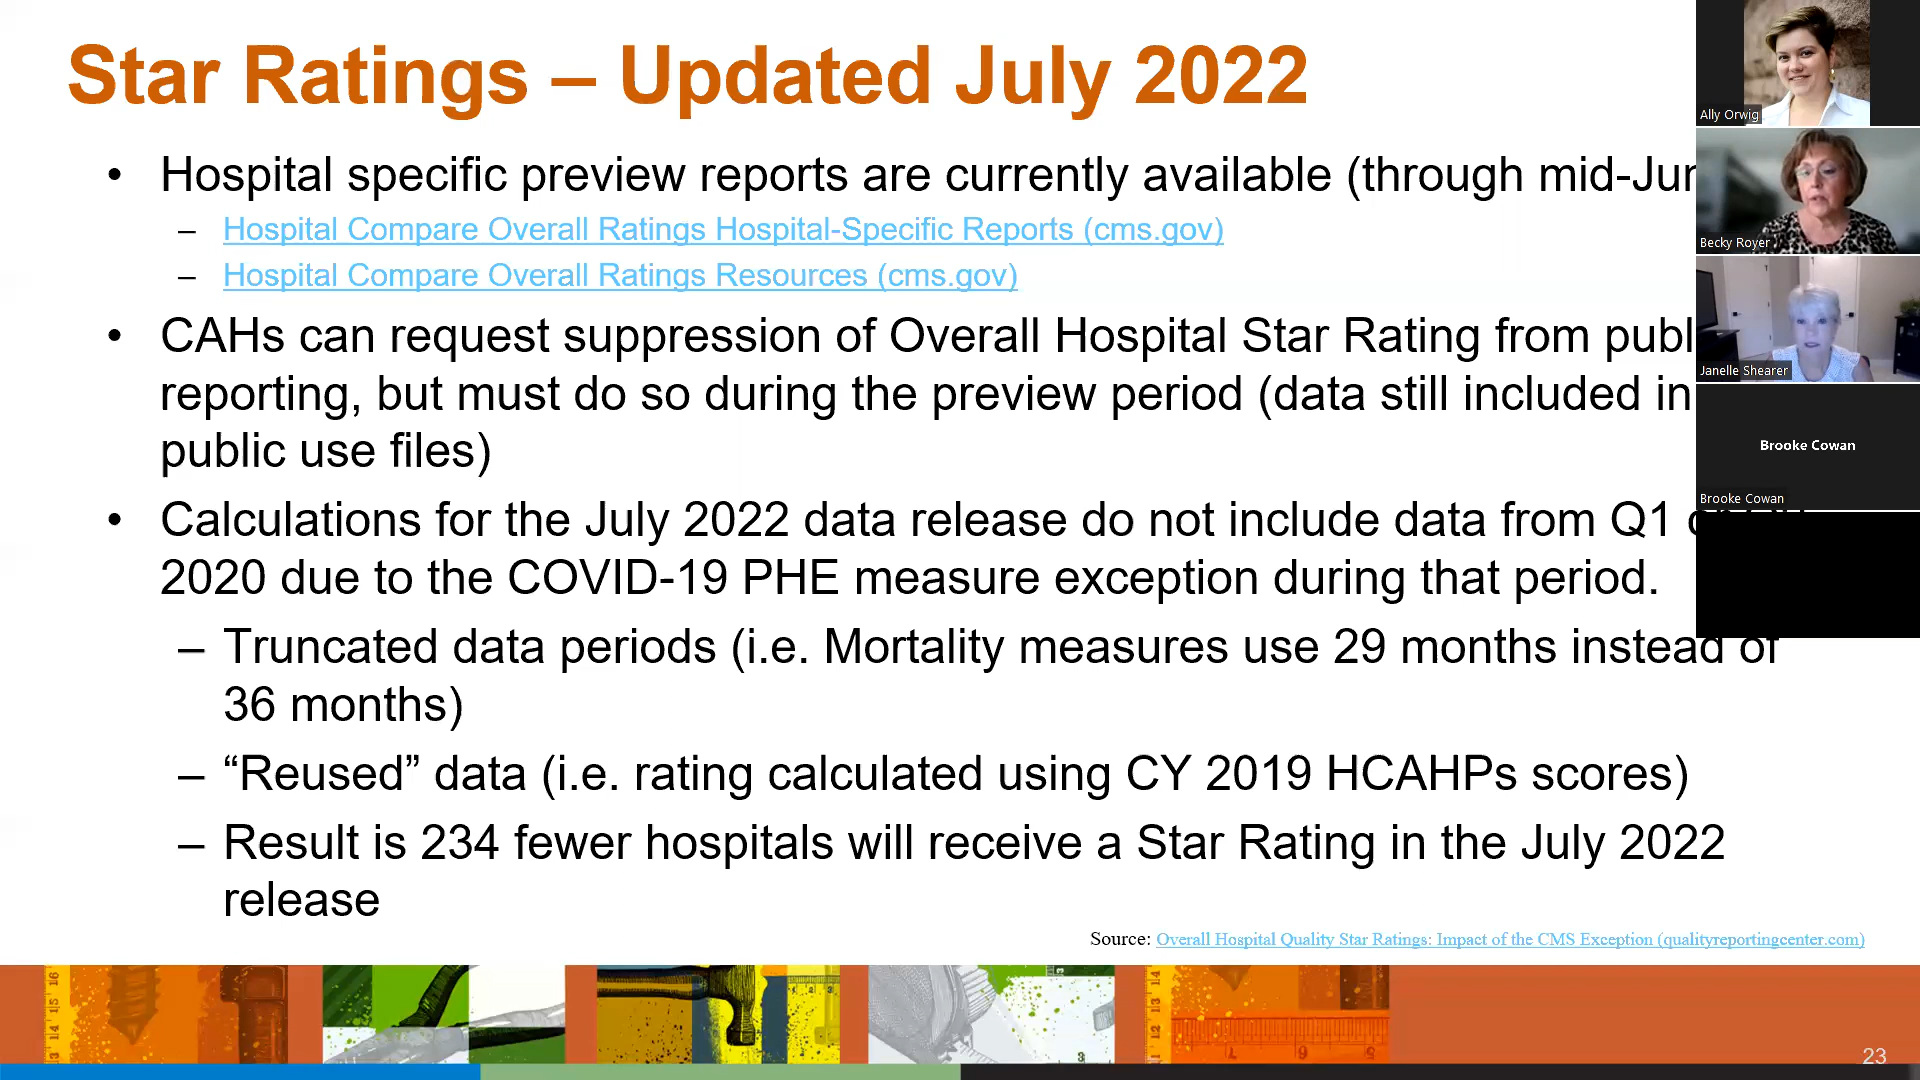 Star Ratings – Updated July 2022
• Hospital specific preview reports are currently available (through
– Hospital Compare Overall Ratings Hospital-Specific Reports (cms.gov)
– Hospital Compare Overall Ratings Resources (cms.gov)
• CAHs can request suppression of Overall Hospital Star Rating from
reporting, but must do so during the preview period (data still included in
public use files)
• Calculations for the July 2022 data release do not include data from Q1
2020 due to the COVID-19 PHE measure exception during that period.
– Truncated data periods (i.e. Mortality measures use 29 months instead of
36 months)
– “Reused” data (i.e. rating calculated using CY 2019 HCAHPs scores)
– Result is 234 fewer hospitals will receive a Star Rating in the July 2022
release
Source: Overall Hospital Quality Star Ratings: Impact of the CMS Exception (qualityreportingcenter.com)
23
Ally Orwig
Becky Royer
Janelle Shearer
Brooke Cowan
Brooke Cowan